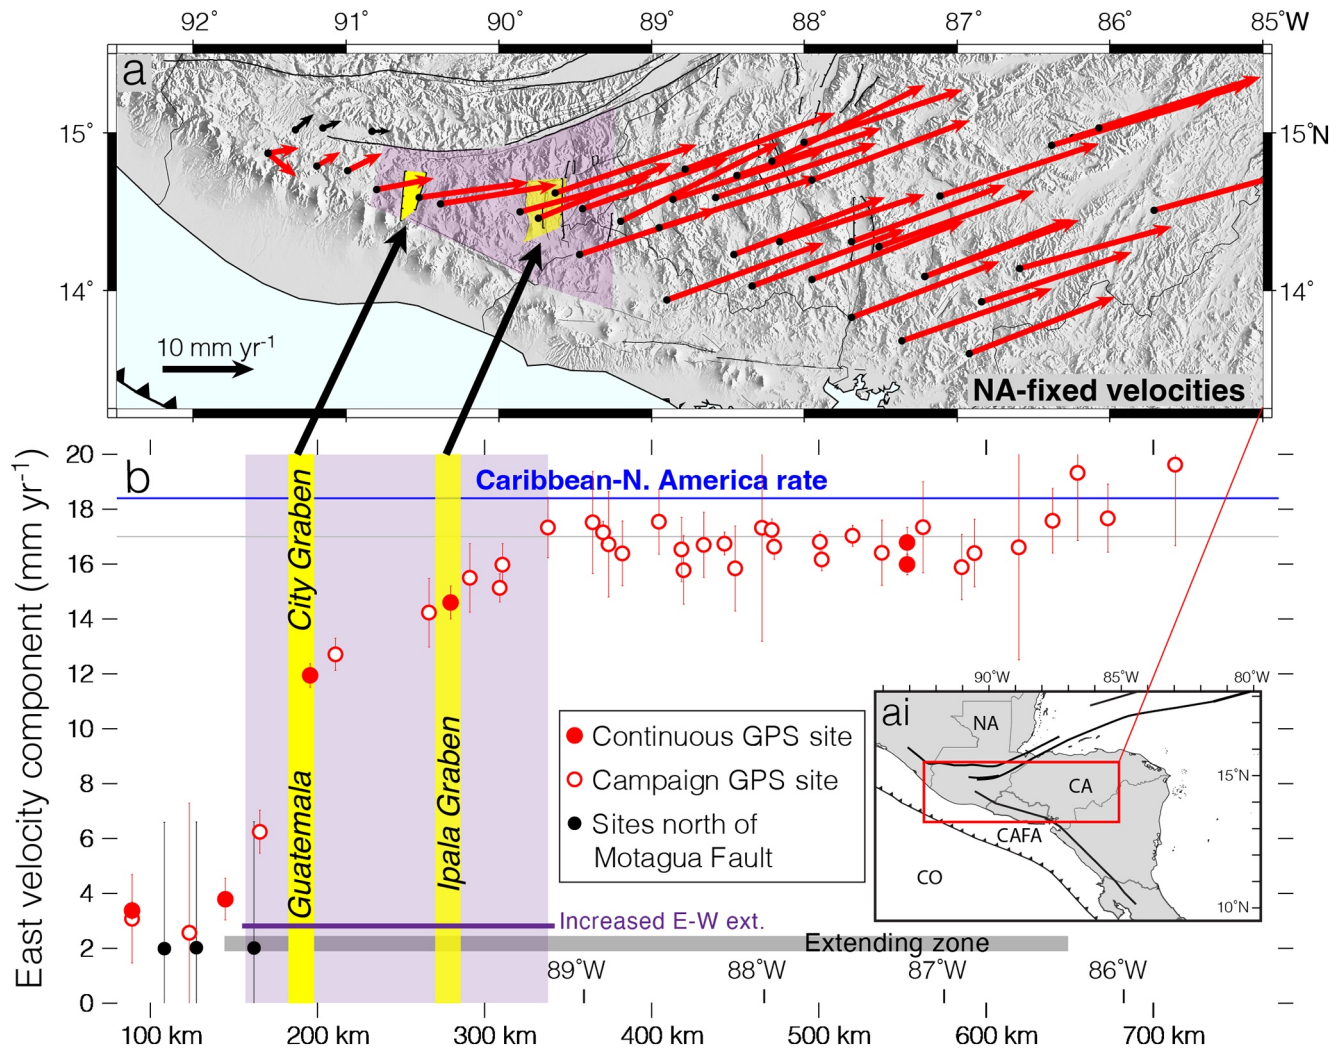 92° 91° 90° 89° 88° 87° 86° 85°W
a
15° 15°N
14° 14°
10 mm yr-1
NA-fixed velocities
b
East velocity component (mm yr-1)
20
18
16
14
12
10
8
6
4
2
0
Caribbean-N. America rate
Guatemala City Graben
Ipala Graben
Continuous GPS site
Campaign GPS site
Sites north of
Motagua Fault
Increased E-W ext.
Extending zone
89°W 88°W 87°W 86°W
100 km 200 km 300 km 400 km 500 km 600 km 700 km
90°W 85°W 80°W
ai
NA
15°N
CA
CAFA
CO
10°N